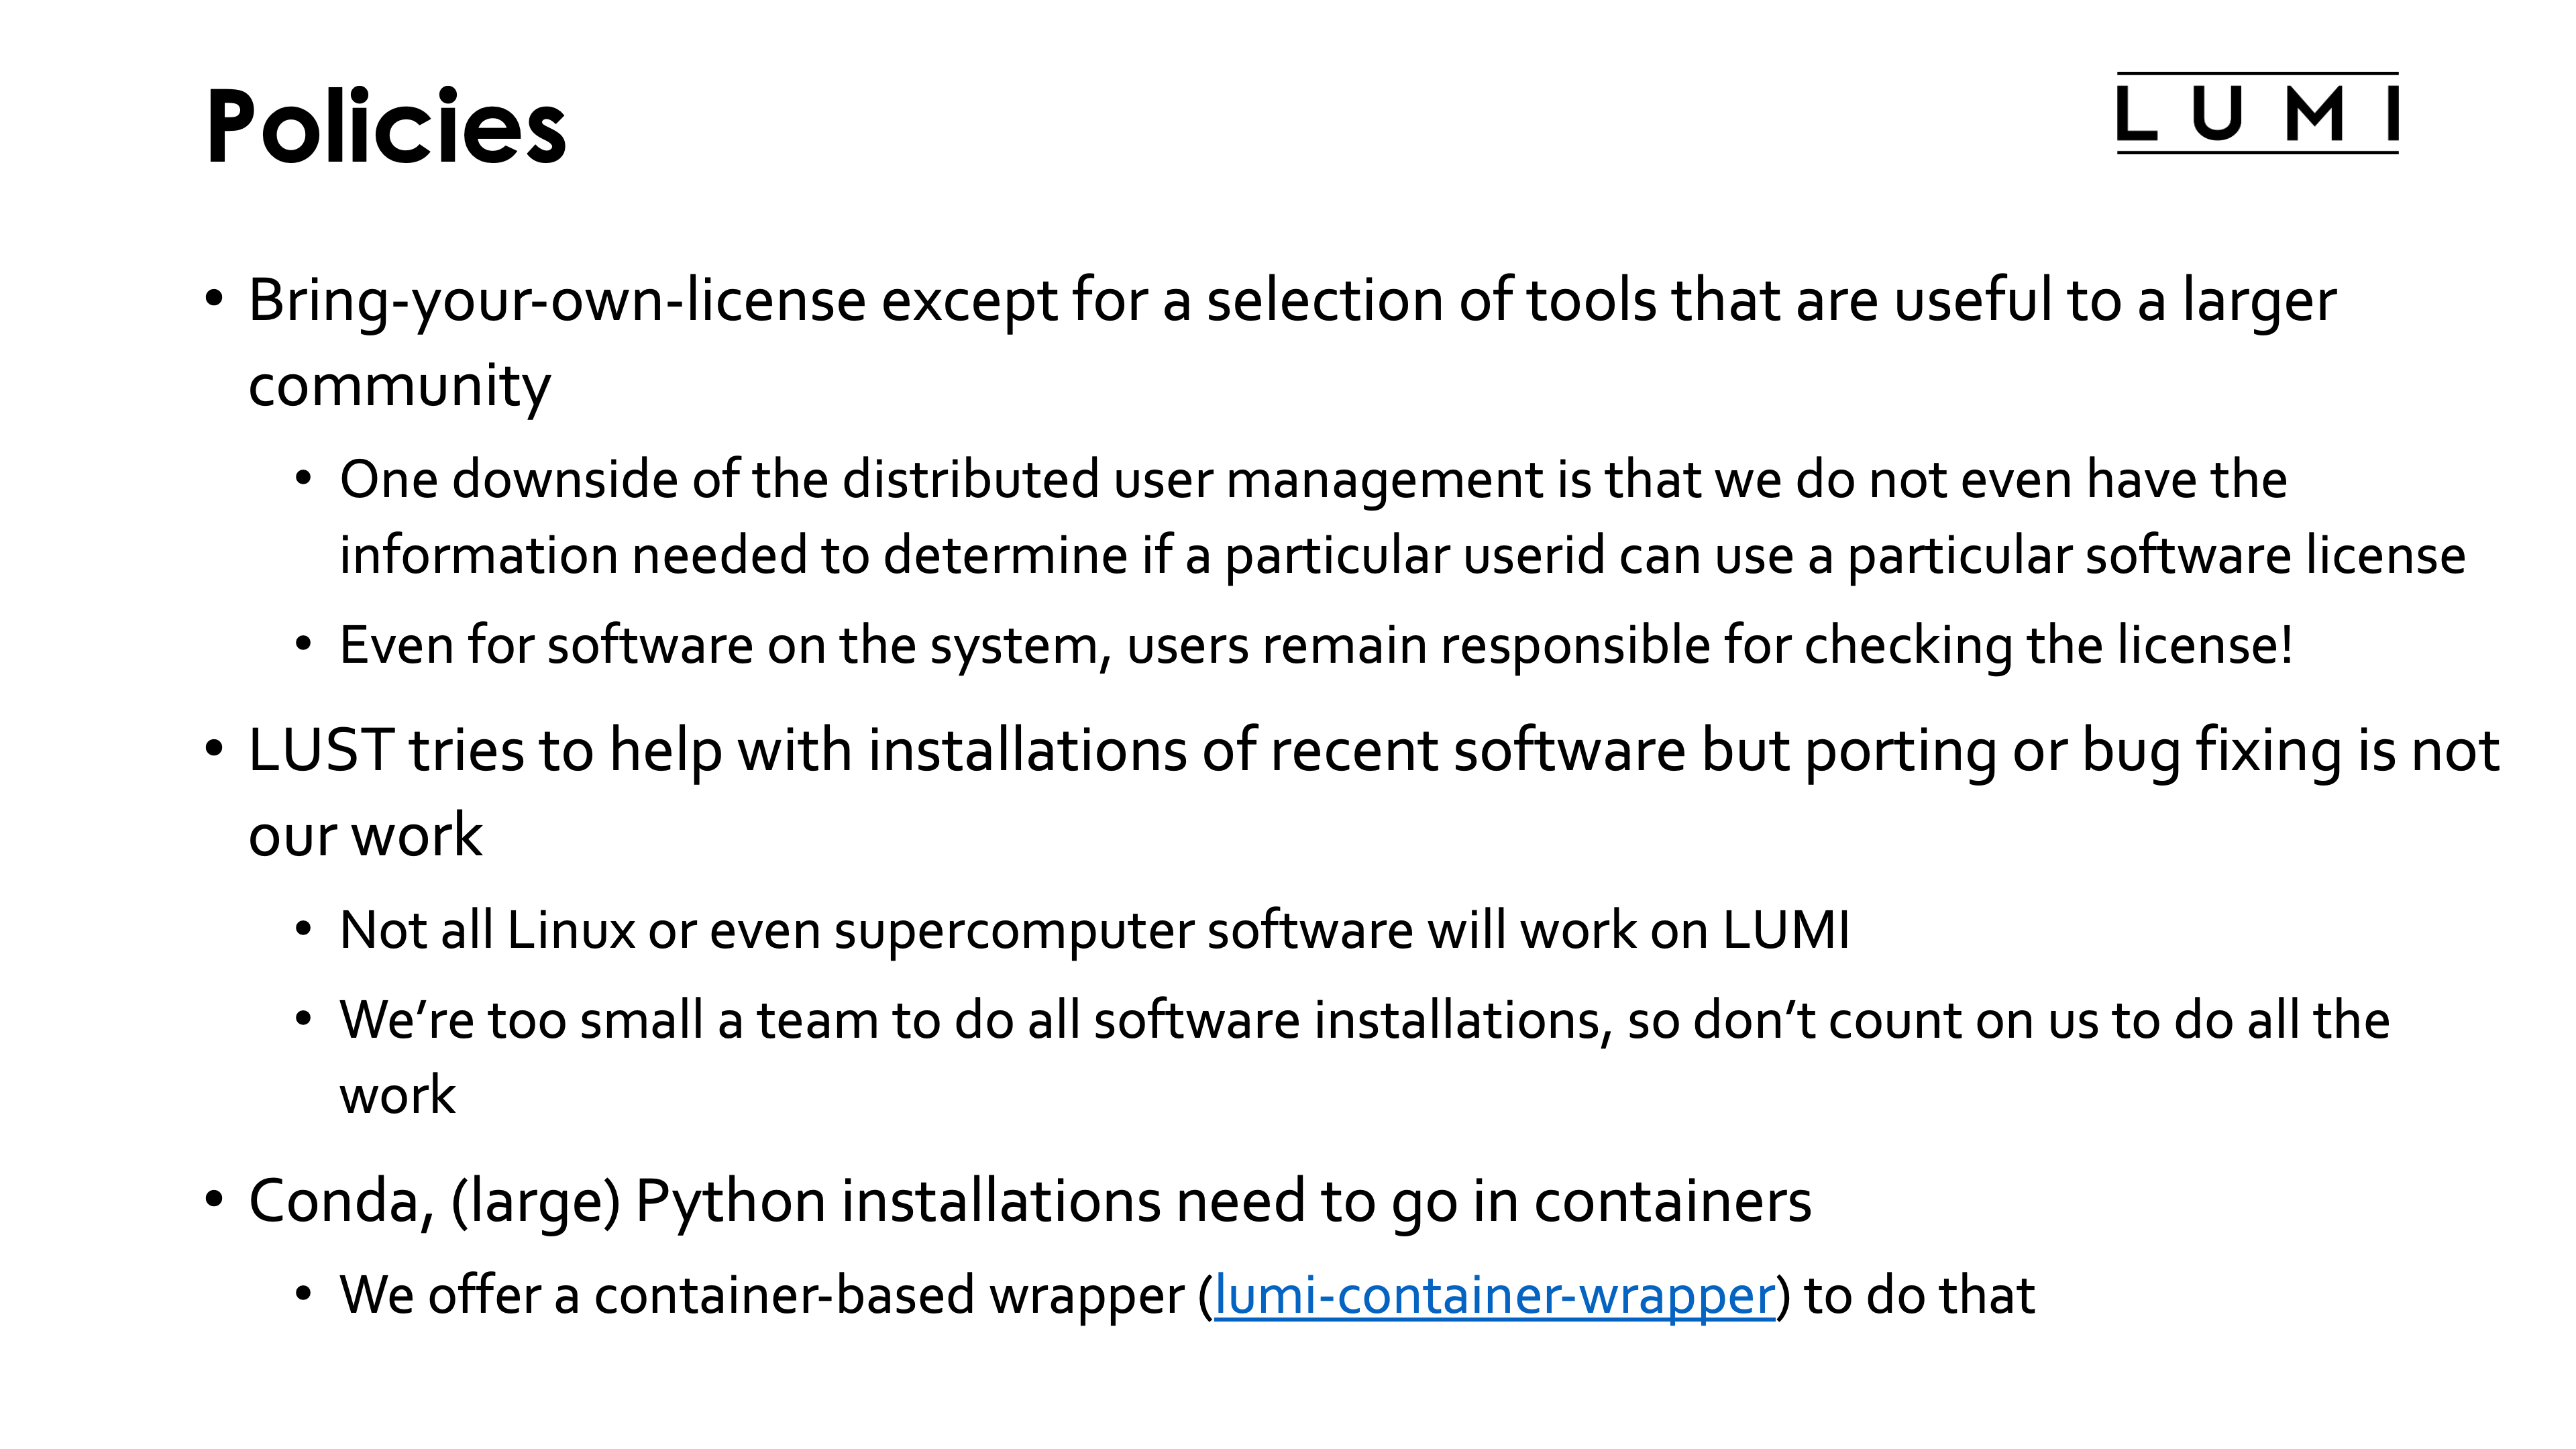 Policies
L U M I
• Bring-your-own-license except for a selection of tools that are useful to a larger
community
• One downside of the distributed user management is that we do not even have the
information needed to determine if a particular userid can use a particular software license
• Even for software on the system, users remain responsible for checking the license!
• LUST tries to help with installations of recent software but porting or bug fixing is not
our work
• Not all Linux or even supercomputer software will work on LUMI
• We’re too small a team to do all software installations, so don’t count on us to do all the
work
• Conda, (large) Python installations need to go in containers
• We offer a container-based wrapper (lumi-container-wrapper) to do that